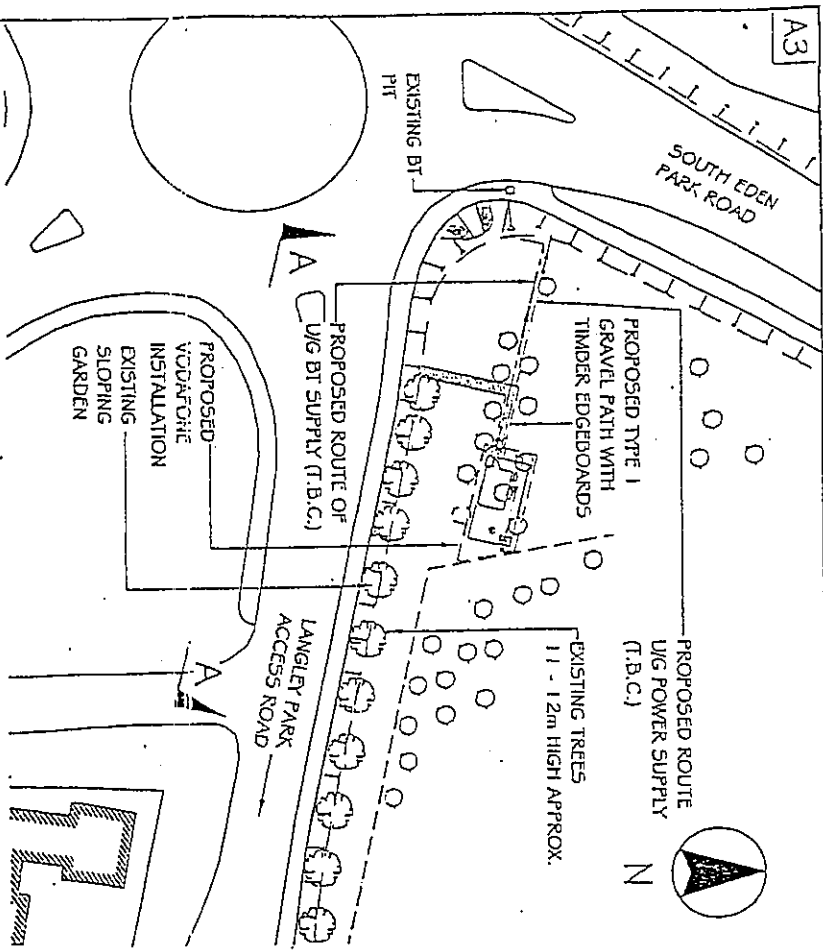 A3
SOUTH EDEN
PARK ROAD
EXISTING BT
PIT
PROPOSED ROUTE
U/G POWER SUPPLY
(T.B.C.)
PROPOSED TYPE 1
GRAVEL PATH WITH
TIMBER EDGEBOARDS
N
A
PROPOSED ROUTE OF
U/G BT SUPPLY (T.B.C.)
PROPOSED
VODAFONE
INSTALLATION
EXISTING
SLOPING
GARDEN
EXISTING TREES
11 - 12m HIGH APPROX.
LANGLEY PARK
ACCESS ROAD
A